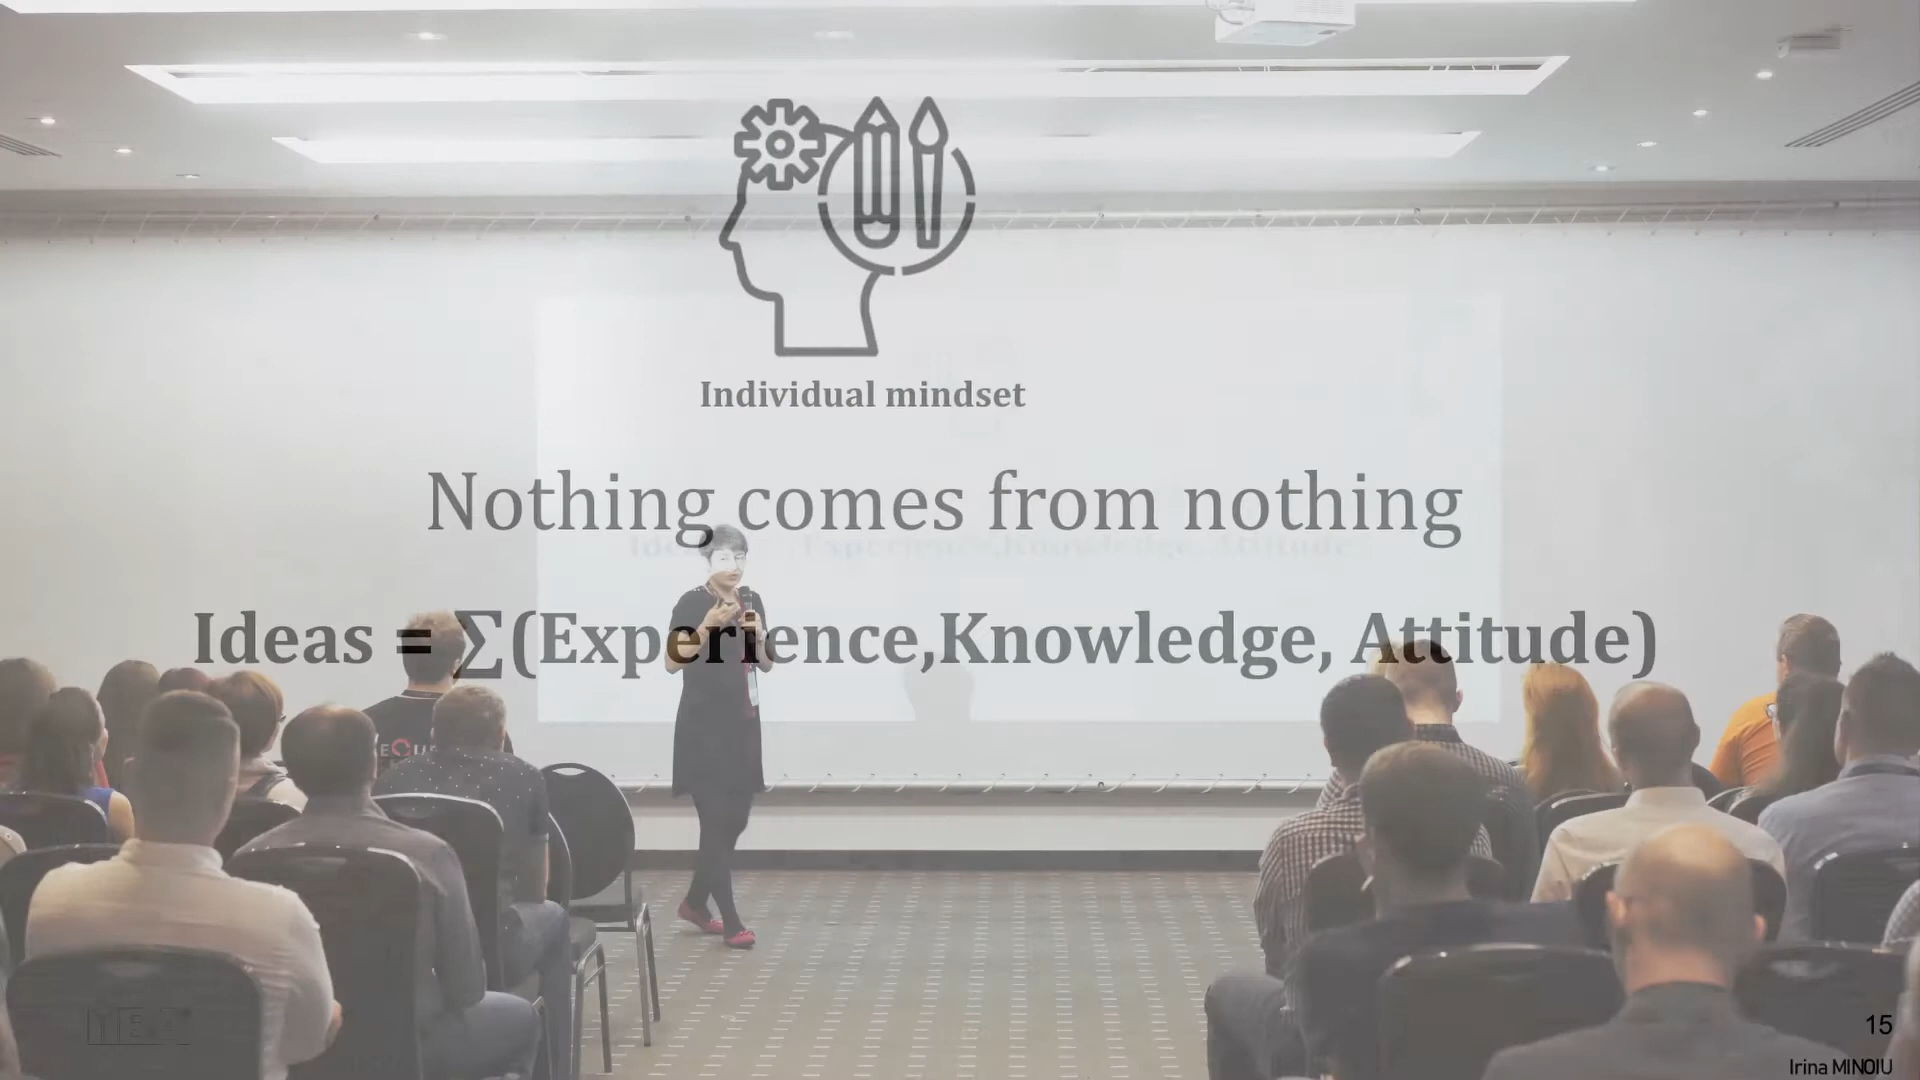 Individual mindset
Nothing comes from nothing
Ideas = ∑(Experience,Knowledge, Attitude)
15
Irina MINOIU